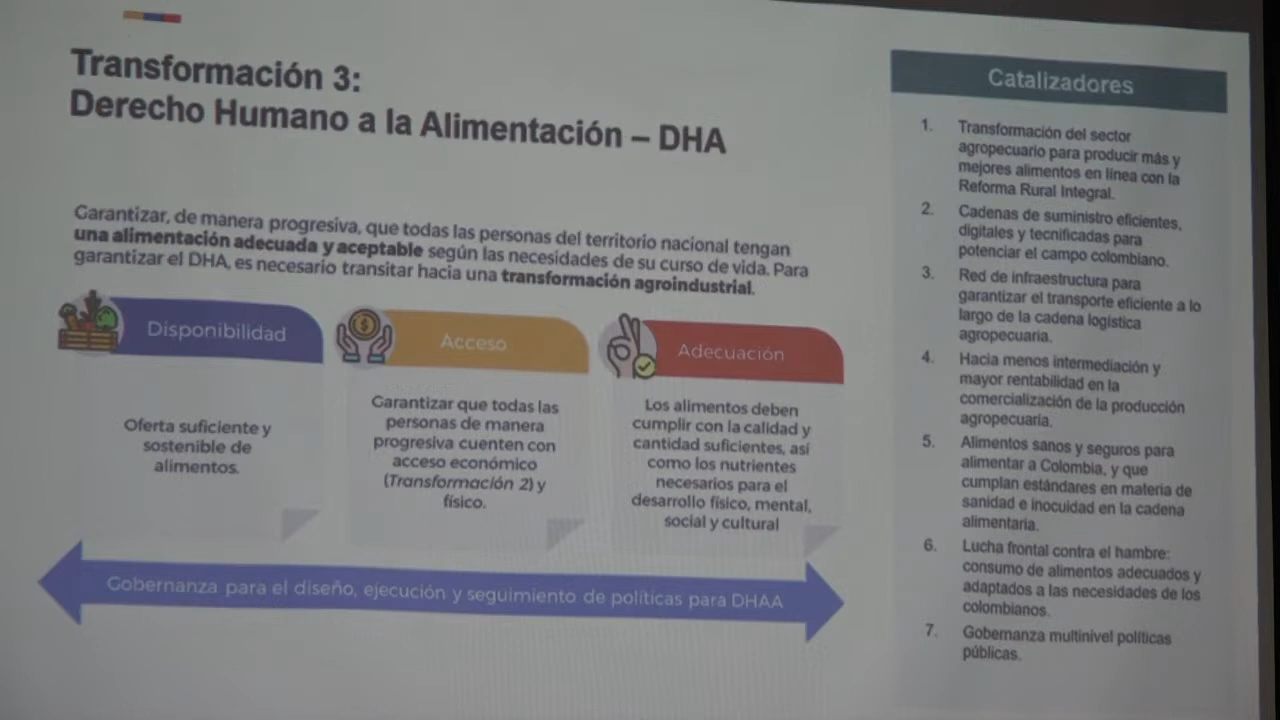 Transformación 3:
Derecho Humano a la Alimentación – DHA
Garantizar, de manera progresiva, que todas las personas del territorio nacional tengan
una alimentación adecuada y aceptable según las necesidades de su curso de vida. Para
garantizar el DHA, es necesario transitar hacia una transformación agroindustrial.
Disponibilidad
Oferta suficiente y
sostenible de
alimentos.
Acceso
Garantizar que todas las
personas de manera
progresiva cuenten con
acceso económico
(Transformación 2) y
físico.
Adecuación
Los alimentos deben
cumplir con la calidad y
cantidad suficientes, así
como los nutrientes
necesarios para el
desarrollo físico, mental,
social y cultural
Gobernanza para el diseño, ejecución y seguimiento de políticas para DHAA
Catalizadores
1. Transformación del sector
agropecuario para producir más y
mejores alimentos en línea con la
Reforma Rural Integral.
2. Cadenas de suministro eficientes,
digitales y tecnificadas para
potenciar el campo colombiano.
3. Red de infraestructura para
garantizar el transporte eficiente a lo
largo de la cadena logística
agropecuaria.
4. Hacia menos intermediación y
mayor rentabilidad en la
comercialización de la producción
agropecuaria.
5. Alimentos sanos y seguros para
alimentar a Colombia, y que
cumplan estándares en materia de
sanidad e inocuidad en la cadena
alimentaria.
6. Lucha frontal contra el hambre:
consumo de alimentos adecuados y
adaptados a las necesidades de los
colombianos.
7. Gobernanza multinivel políticas
públicas.